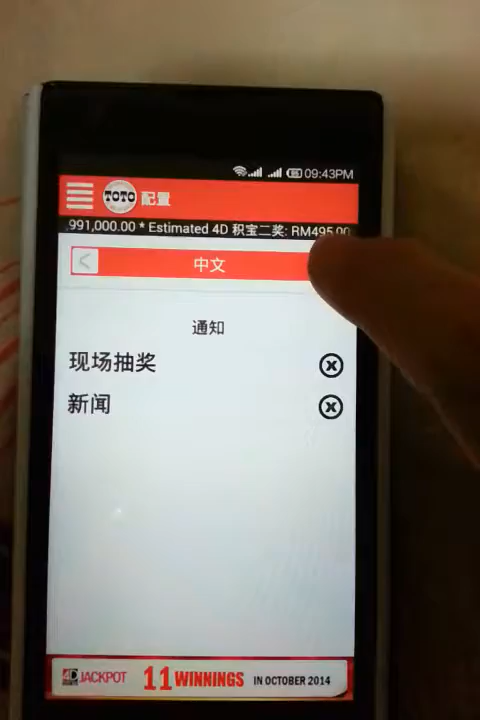 09:43PM
TOTO 配置
,991,000.00 * Estimated 4D 积宝二奖: RM495,00
中文
通知
现场抽奖
新闻
4D JACKPOT 11 WINNINGS IN OCTOBER 2014